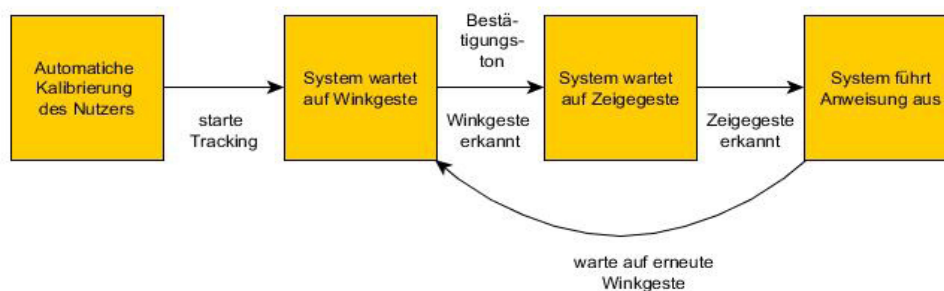 Automatiche
Kalibrierung
des Nutzers
starte
Tracking
System wartet
auf Winkgeste
Bestä-
tigungs-
ton
Winkgeste
erkannt
System wartet
auf Zeigegeste
Zeigegeste
erkannt
System führt
Anweisung aus
warte auf erneute
Winkgeste